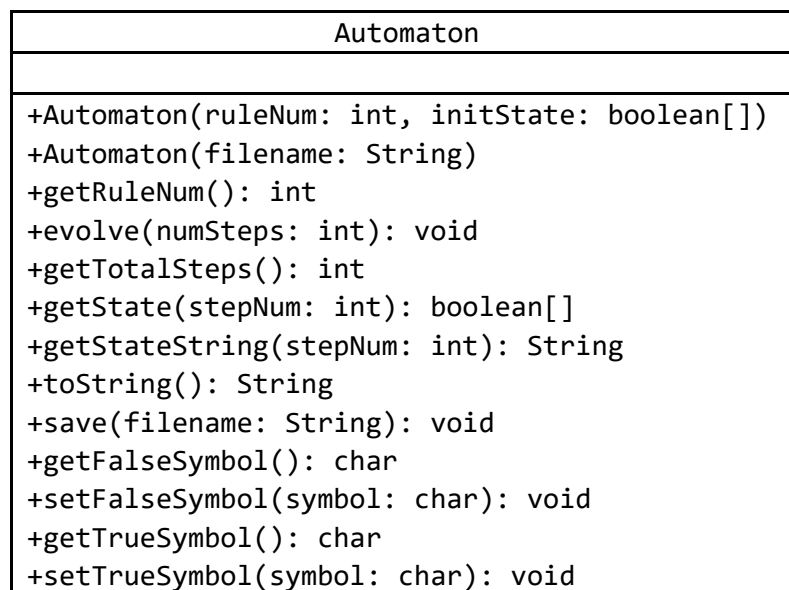 Automaton
+Automaton(ruleNum: int, initState: boolean[])
+Automaton(filename: String)
+getRuleNum(): int
+evolve(numSteps: int): void
+getTotalSteps(): int
+getState(stepNum: int): boolean[]
+getStateString(stepNum: int): String
+toString(): String
+save(filename: String): void
+getFalseSymbol(): char
+setFalseSymbol(symbol: char): void
+getTrueSymbol(): char
+setTrueSymbol(symbol: char): void